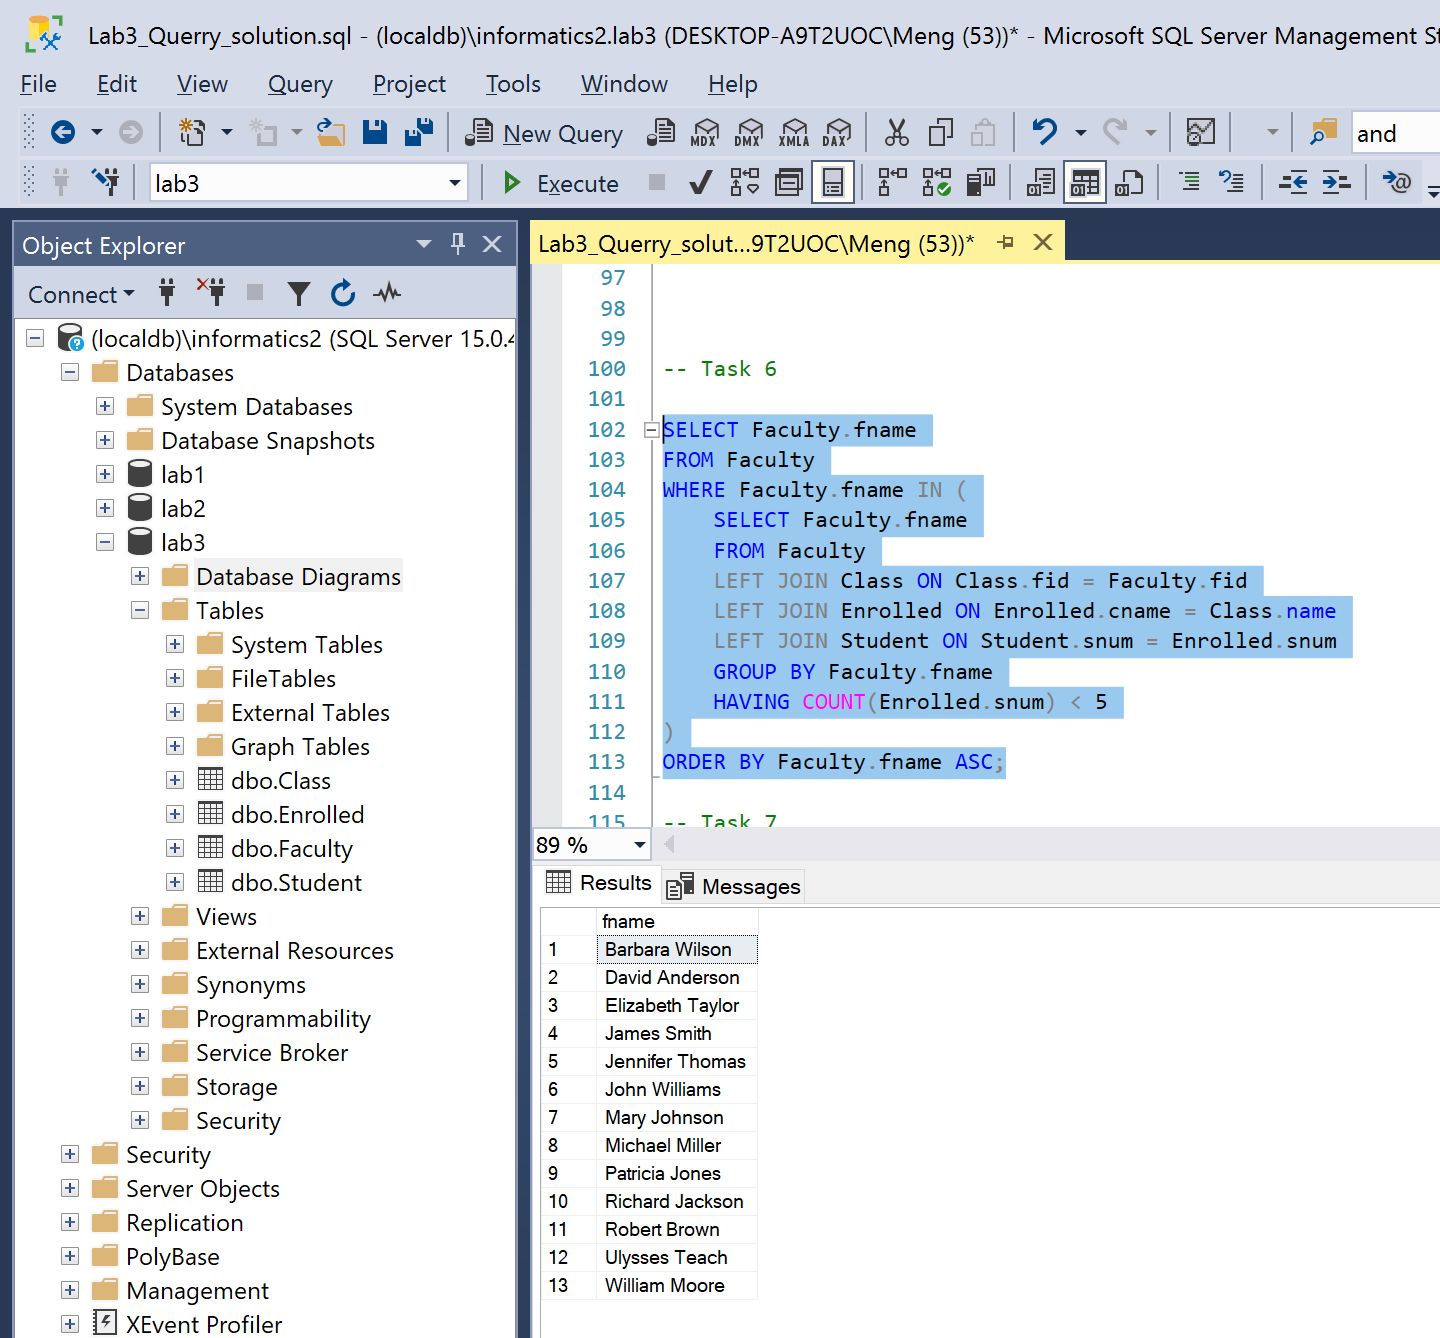 Lab3_Querry_solution.sql - (localdb)\informatics2.lab3 (DESKTOP-A9T2UOC\Meng (53))* - Microsoft SQL Server Management
File Edit View Query Project Tools Window Help
New Query MDX DMX XMLA DAX and
lab3 Execute
Object Explorer
Connect
(localdb)\informatics2 (SQL Server 15.0.
Databases
System Databases
Database Snapshots
lab1
lab2
lab3
Database Diagrams
Tables
System Tables
FileTables
External Tables
Graph Tables
dbo.Class
dbo.Enrolled
dbo.Faculty
dbo.Student
Views
External Resources
Synonyms
Programmability
Service Broker
Storage
Security
Security
Server Objects
Replication
PolyBase
Management
XEvent Profiler
Lab3_Querry_solut...9T2UOC\Meng (53))*
97
98
99
100 -- Task 6
101
102 SELECT Faculty.fname
103 FROM Faculty
104 WHERE Faculty.fname IN (
105 SELECT Faculty.fname
106 FROM Faculty
107 LEFT JOIN Class ON Class.fid = Faculty.fid
108 LEFT JOIN Enrolled ON Enrolled.cname = Class.name
109 LEFT JOIN Student ON Student.snum = Enrolled.snum
110 GROUP BY Faculty.fname
111 HAVING COUNT(Enrolled.snum) < 5
112 )
113 ORDER BY Faculty.fname ASC;
114
115 -- Task 7
89 %
Results Messages
fname
1 Barbara Wilson
2 David Anderson
3 Elizabeth Taylor
4 James Smith
5 Jennifer Thomas
6 John Williams
7 Mary Johnson
8 Michael Miller
9 Patricia Jones
10 Richard Jackson
11 Robert Brown
12 Ulysses Teach
13 William Moore